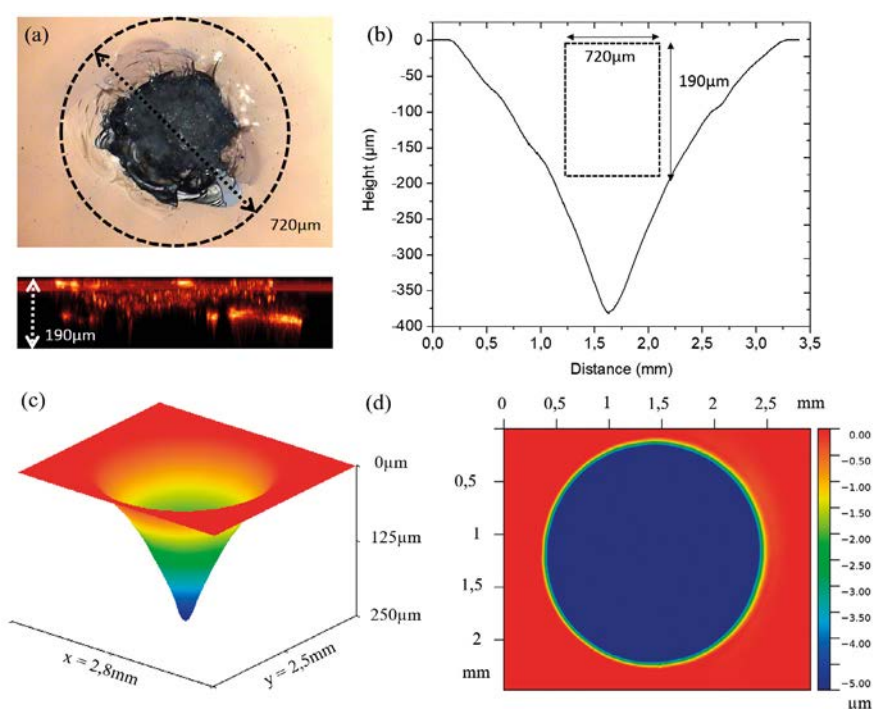 (a)
720µm
190µm
(b)
Height (µm)
0
-50
-100
-150
-200
-250
-300
-350
-400
720µm
190µm
0,0 0,5 1,0 1,5 2,0 2,5 3,0 3,5
Distance (mm)
(c)
0µm
125µm
250µm
x = 2,8mm
y = 2,5mm
(d)
0 0,5 1 1,5 2 2,5 mm
0,5
1
1,5
2
mm
0.00
-0.50
-1.00
-1.50
-2.00
-2.50
-3.00
-3.50
-4.00
-5.00
µm